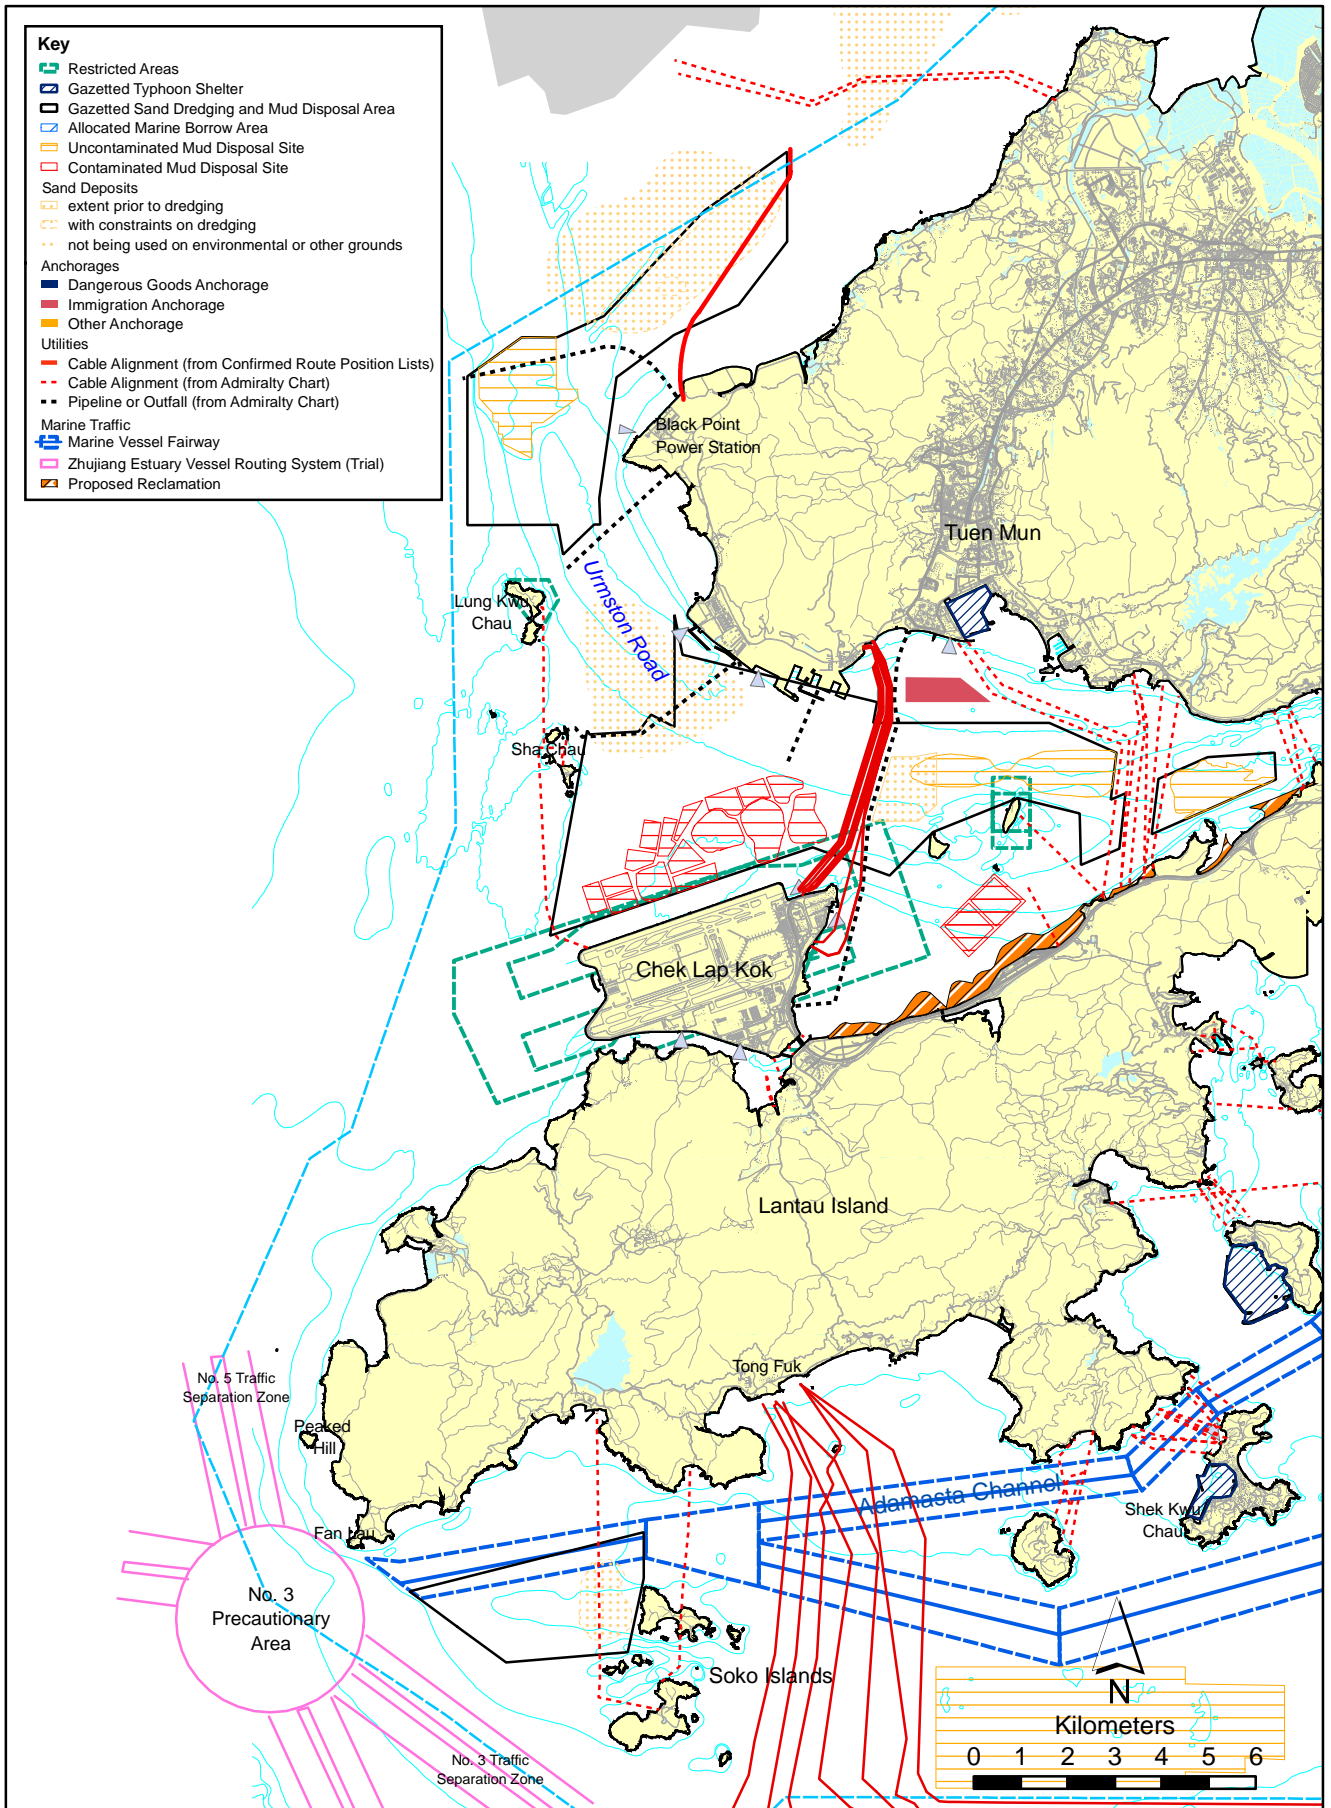 Key
Restricted Areas
Gazetted Typhoon Shelter
Gazetted Sand Dredging and Mud Disposal Area
Allocated Marine Borrow Area
Uncontaminated Mud Disposal Site
Contaminated Mud Disposal Site
Sand Deposits
extent prior to dredging
with constraints on dredging
not being used on environmental or other grounds
Anchorages
Dangerous Goods Anchorage
Immigration Anchorage
Other Anchorage
Utilities
Cable Alignment (from Confirmed Route Position Lists)
Cable Alignment (from Admiralty Chart)
Pipeline or Outfall (from Admiralty Chart)
Marine Traffic
Marine Vessel Fairway
Zhujiang Estuary Vessel Routing System (Trial)
Proposed Reclamation
Black Point
Power Station
Tuen Mun
Urmston Road
Lung Kwu
Chau
Sha Chau
Chek Lap Kok
Lantau Island
Tong Fuk
No. 5 Traffic
Separation Zone
Peaked
Hill
Adamasta Channel
Shek Kwu
Chau
Fan Lau
No. 3
Precautionary
Area
Soko Islands
N
Kilometers
0 1 2 3 4 5 6
No. 3 Traffic
Separation Zone